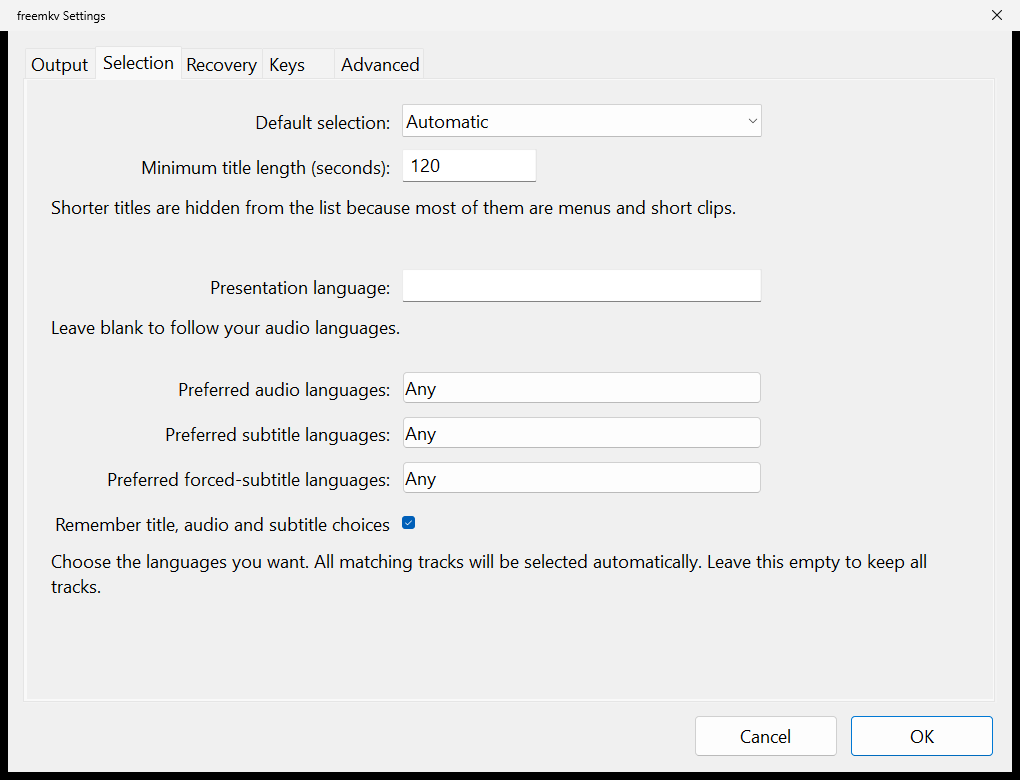 freemkv Settings
Output Selection Recovery Keys Advanced
Default selection: Automatic
Minimum title length (seconds): 120
Shorter titles are hidden from the list because most of them are menus and short clips.
Presentation language:
Leave blank to follow your audio languages.
Preferred audio languages: Any
Preferred subtitle languages: Any
Preferred forced-subtitle languages: Any
Remember title, audio and subtitle choices
Choose the languages you want. All matching tracks will be selected automatically. Leave this empty to keep all
tracks.
Cancel OK